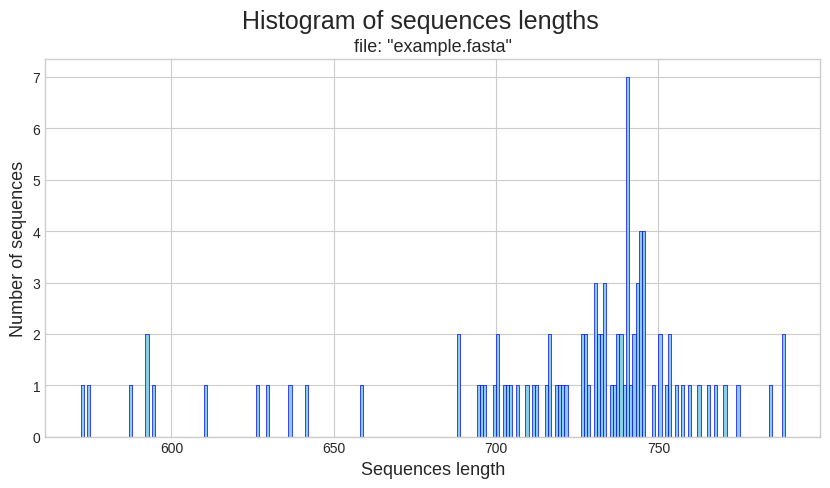 Histogram of sequences lengths
file: "example.fasta"
Number of sequences
7
6
5
4
3
2
1
0
600 650 700 750
Sequences length